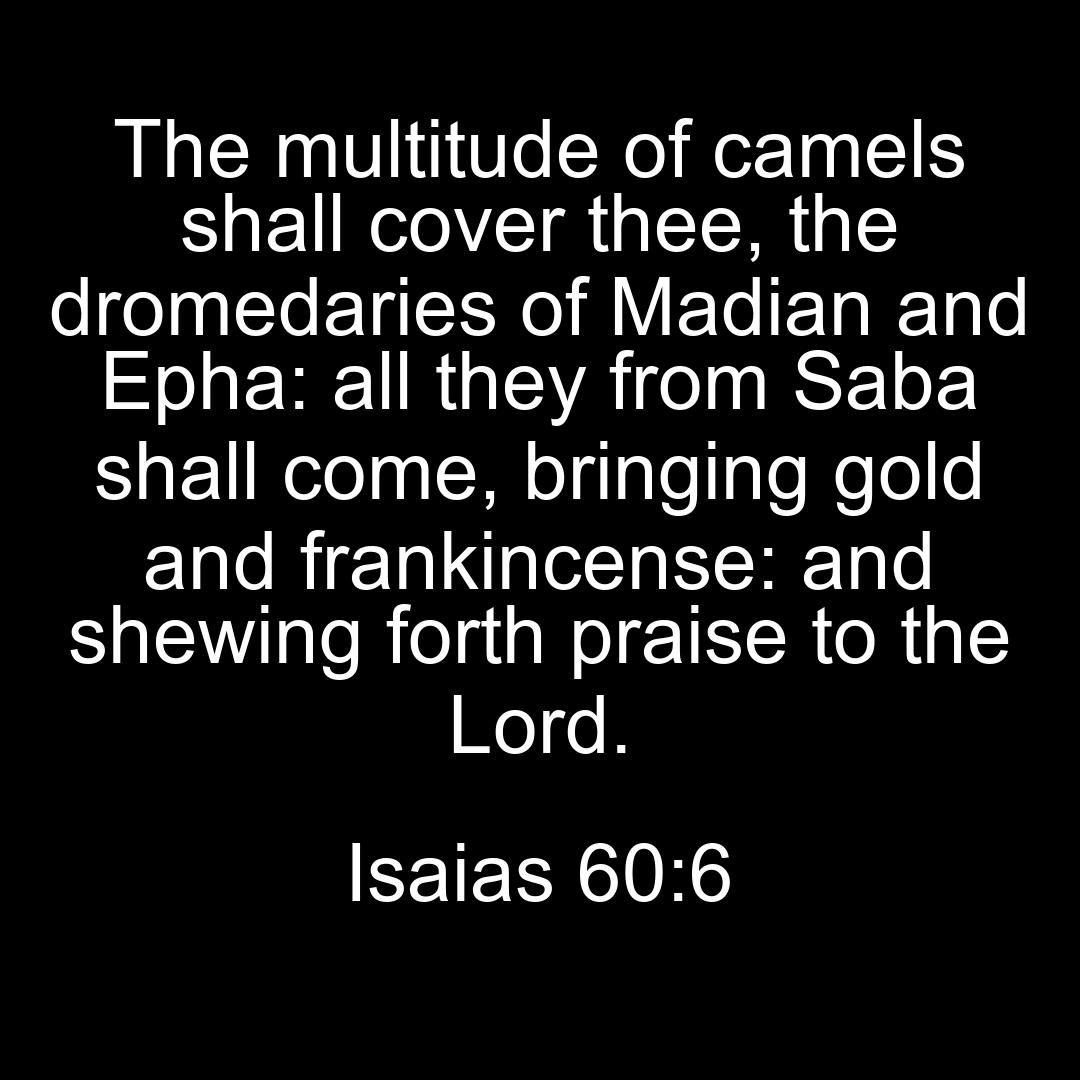 The multitude of camels
shall cover thee, the
dromedaries of Madian and
Epha: all they from Saba
shall come, bringing gold
and frankincense: and
shewing forth praise to the
Lord.
Isaias 60:6